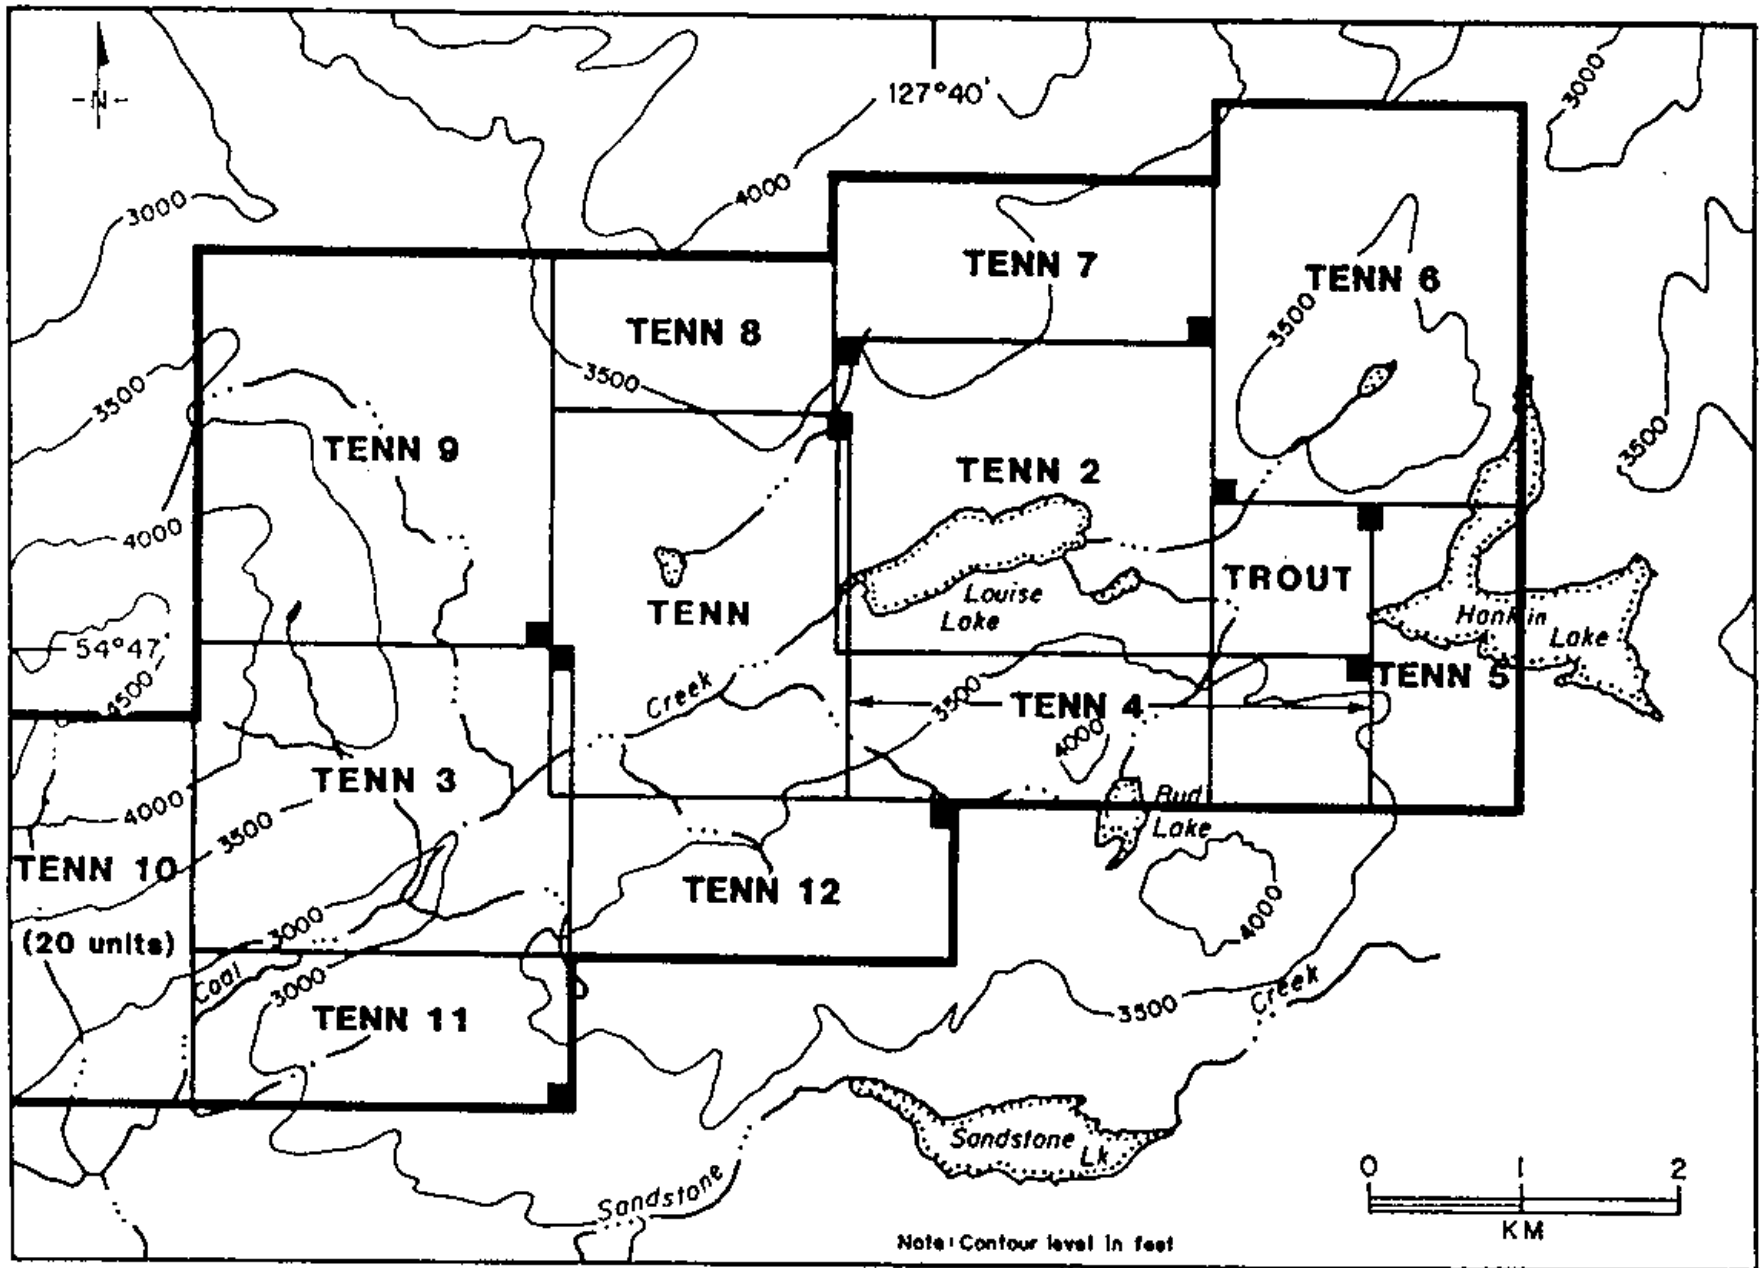 N
127°40'
3000
3000
4000
TENN 7
TENN 6
3500
TENN 8
3500
3500
3500
TENN 9
TENN 2
4000
Louise
Lake
TROUT
TENN
Hankin
Lake
54°47'
4500
Creek
3500
TENN 4
TENN 5
4000
TENN 3
4000
3500
Bud
Lake
TENN 10
TENN 12
(20 units)
3000
4000
Coal
3000
TENN 11
3500
Creek
Sandstone
Lk
Sandstone
0 1 2
KM
Note: Contour level in feet